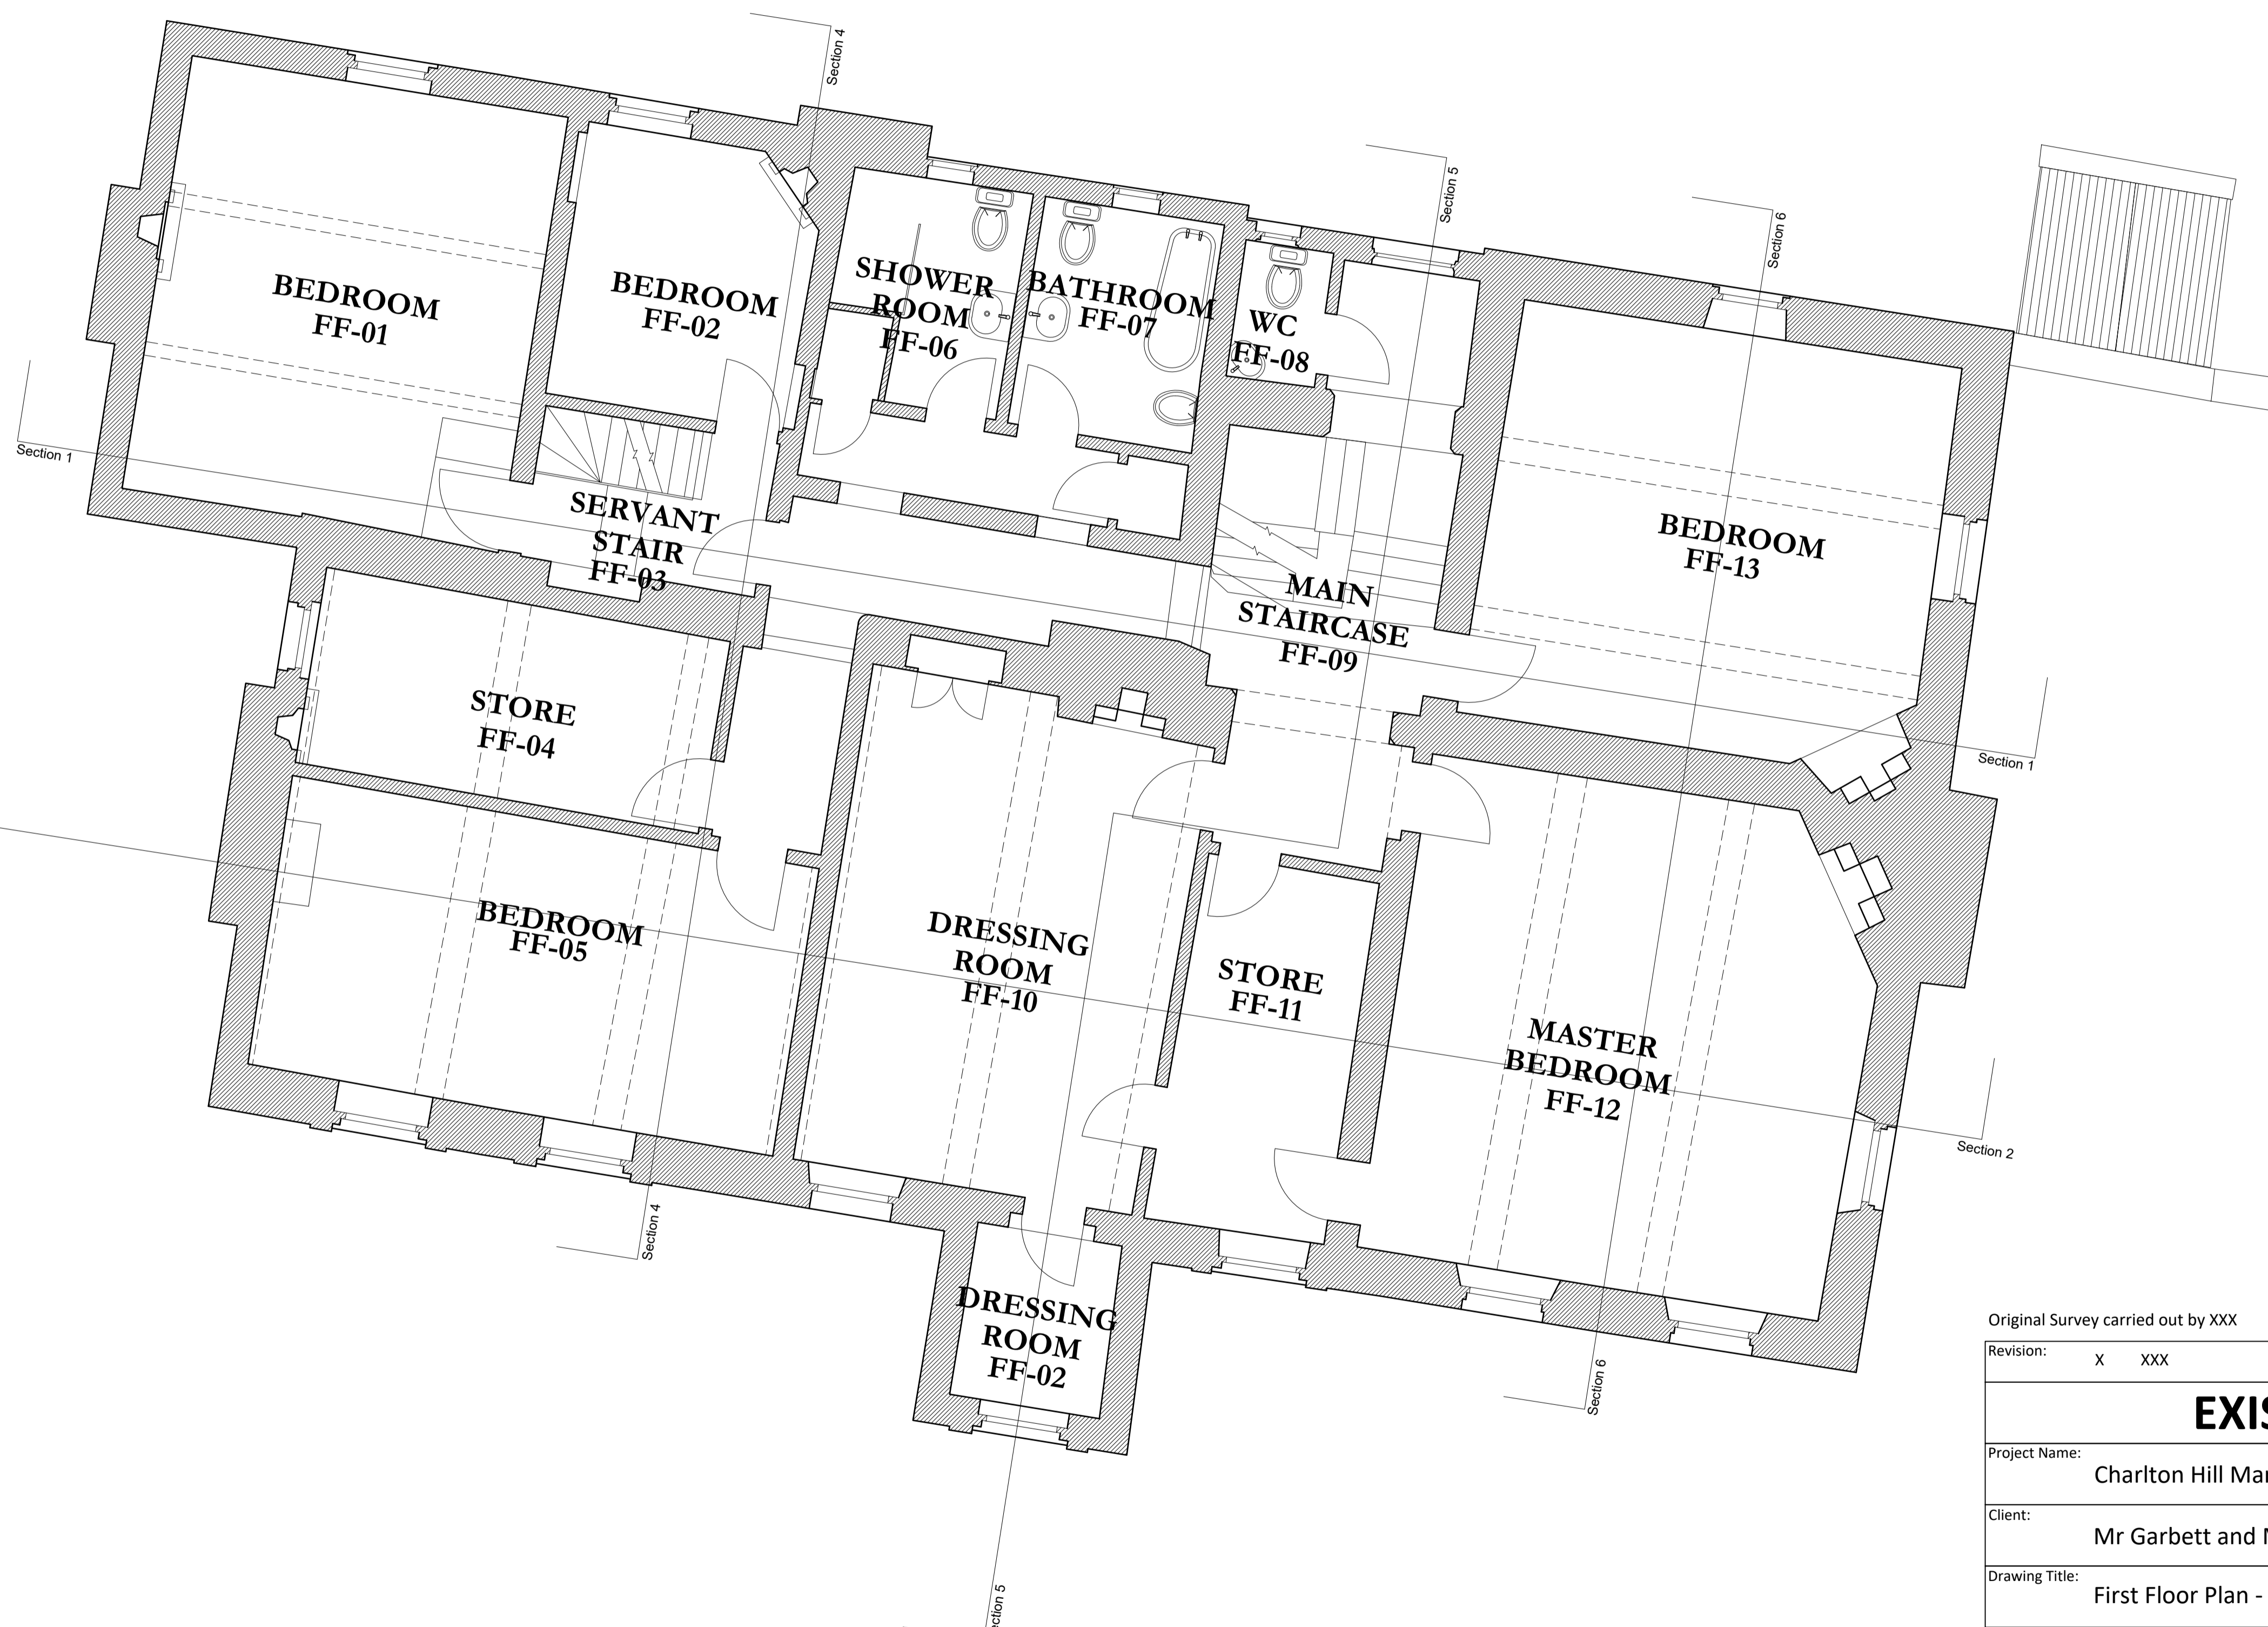 Section 4
Section 5
Section 6
BEDROOM
FF-01
BEDROOM
FF-02
SHOWER
ROOM
FF-06
BATHROOM
FF-07
WC
FF-08
Section 1
SERVANT
STAIR
FF-03
BEDROOM
FF-13
MAIN
STAIRCASE
FF-09
STORE
FF-04
Section 1
BEDROOM
FF-05
DRESSING
ROOM
FF-10
STORE
FF-11
MASTER
BEDROOM
FF-12
Section 2
Section 4
DRESSING
ROOM
FF-02
Section 6
Section 5
Original Survey carried out by XXX
Revision:
X XXX
EXIS
Project Name:
Charlton Hill Ma
Client:
Mr Garbett and
Drawing Title:
First Floor Plan -